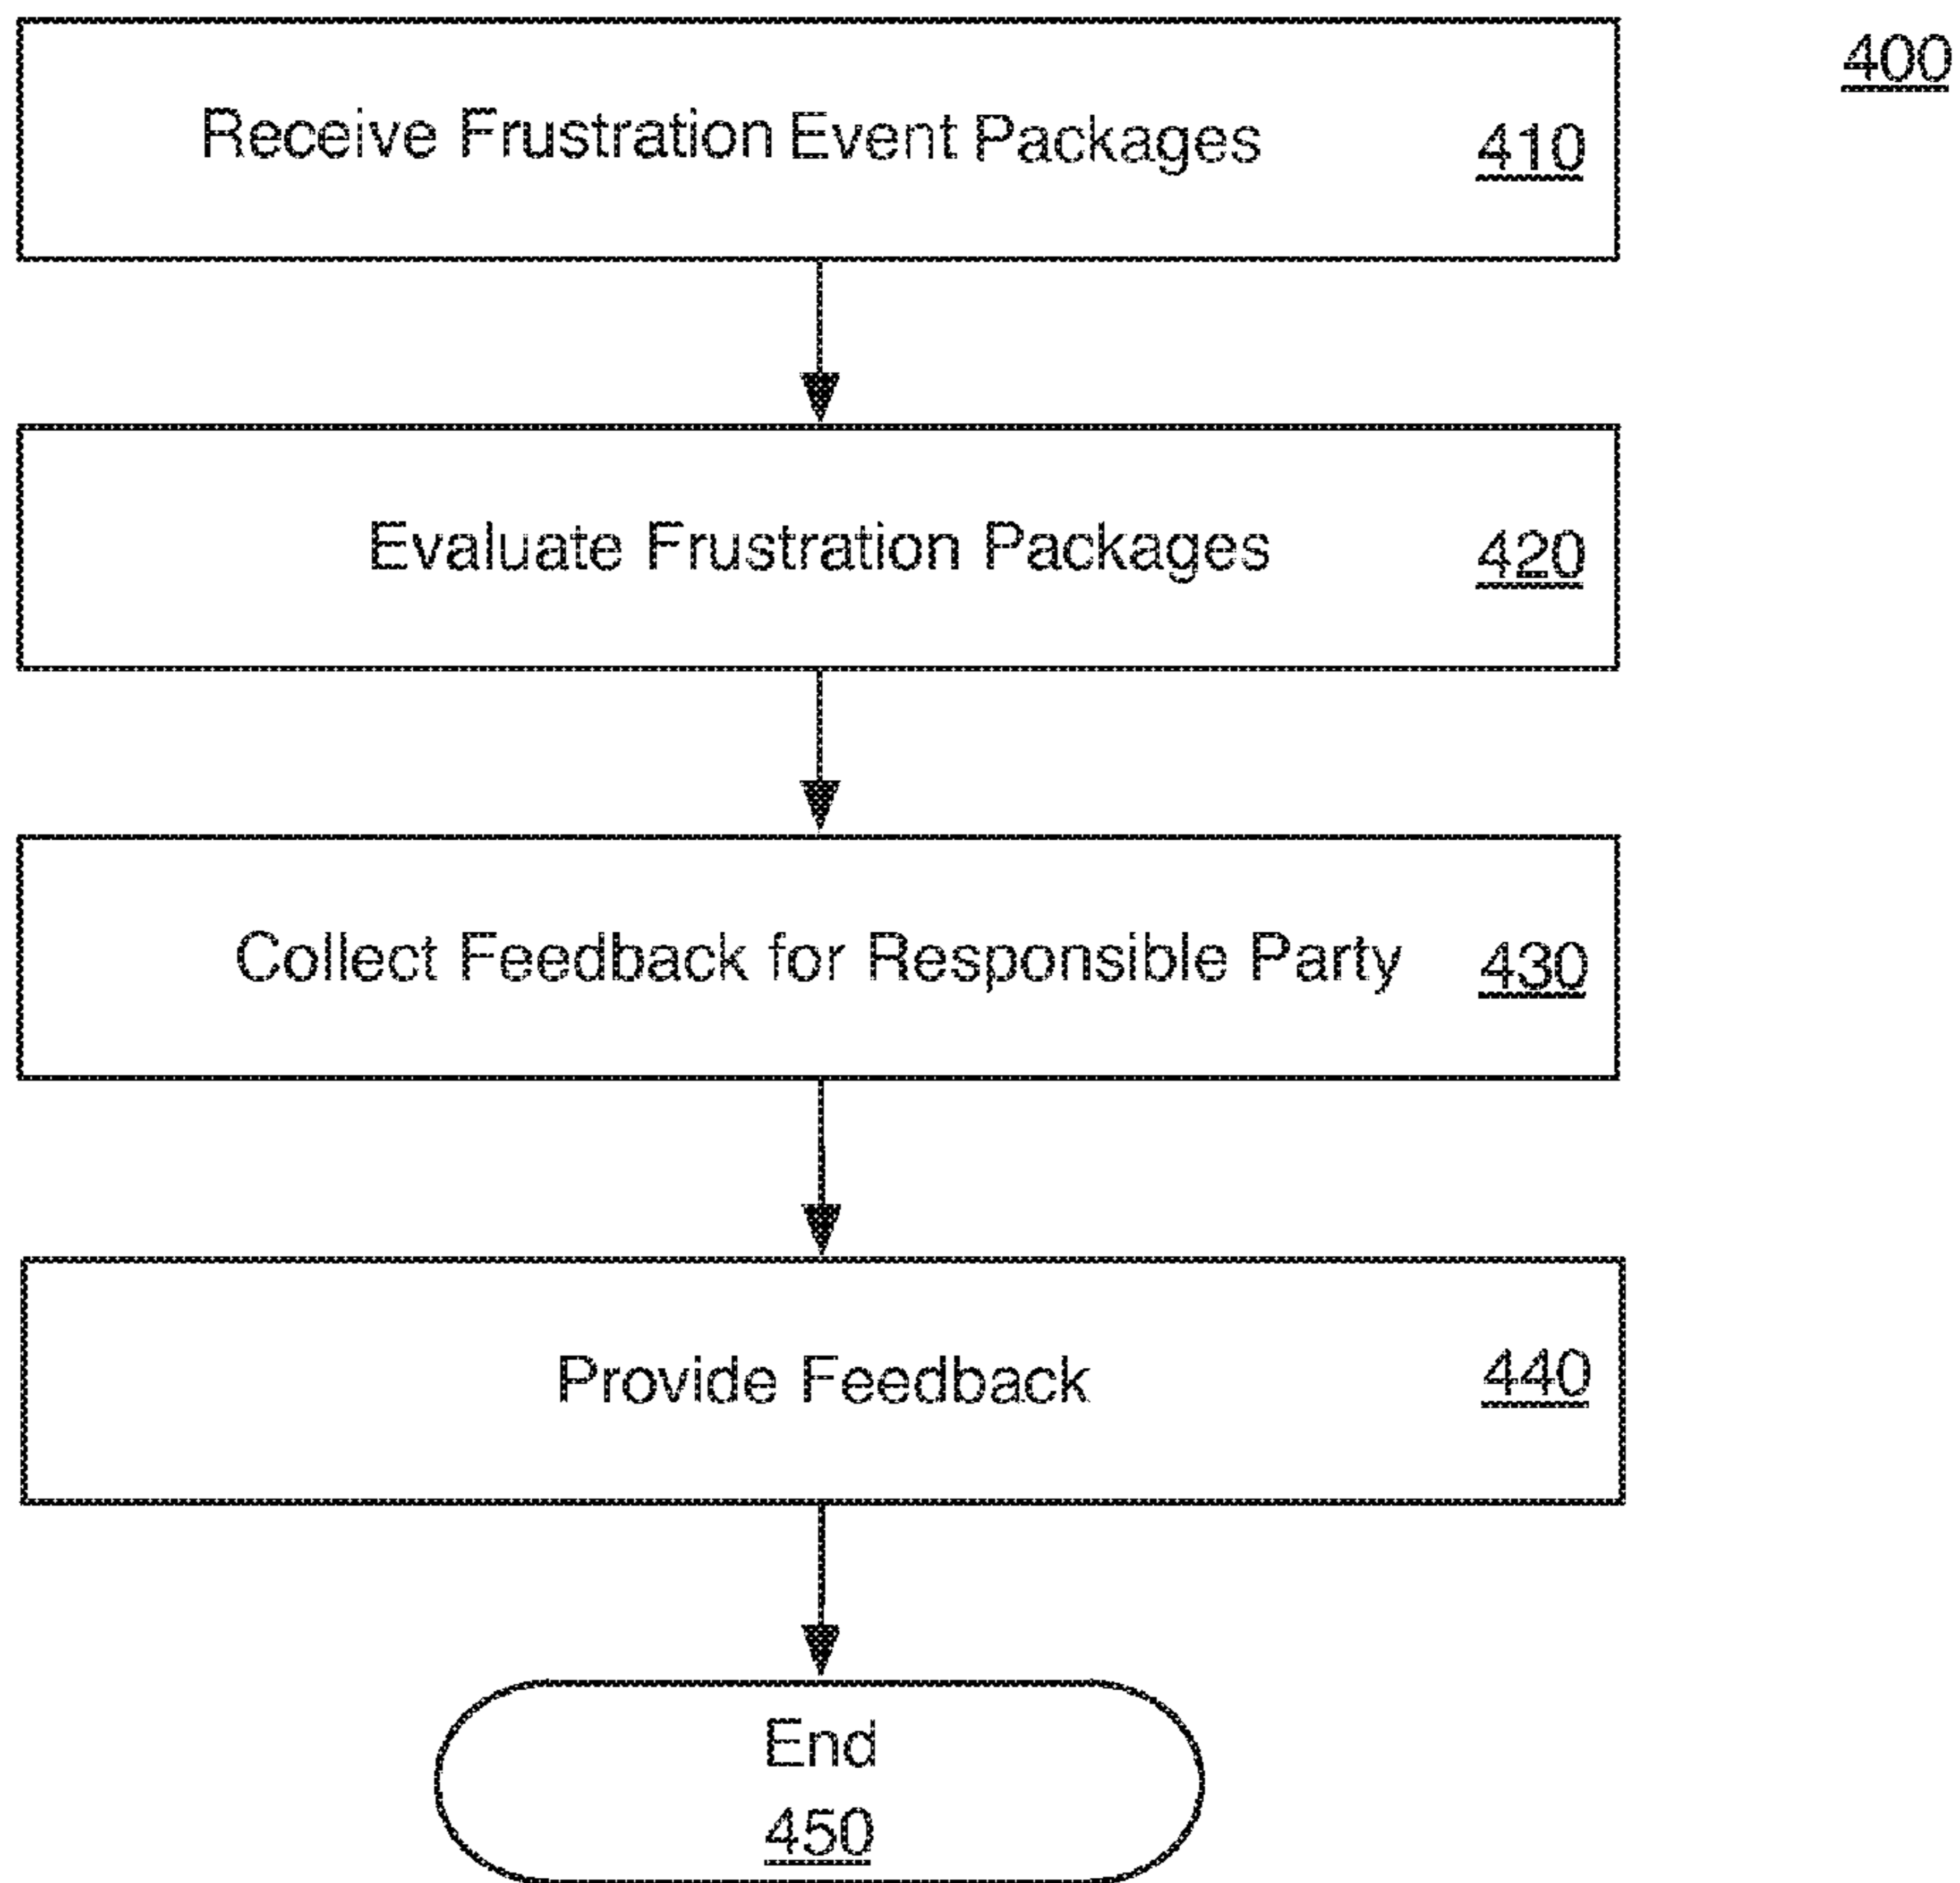 400
Receive Frustration Event Packages 410
Evaluate Frustration Packages 420
Collect Feedback for Responsible Party 430
Provide Feedback 440
End
450